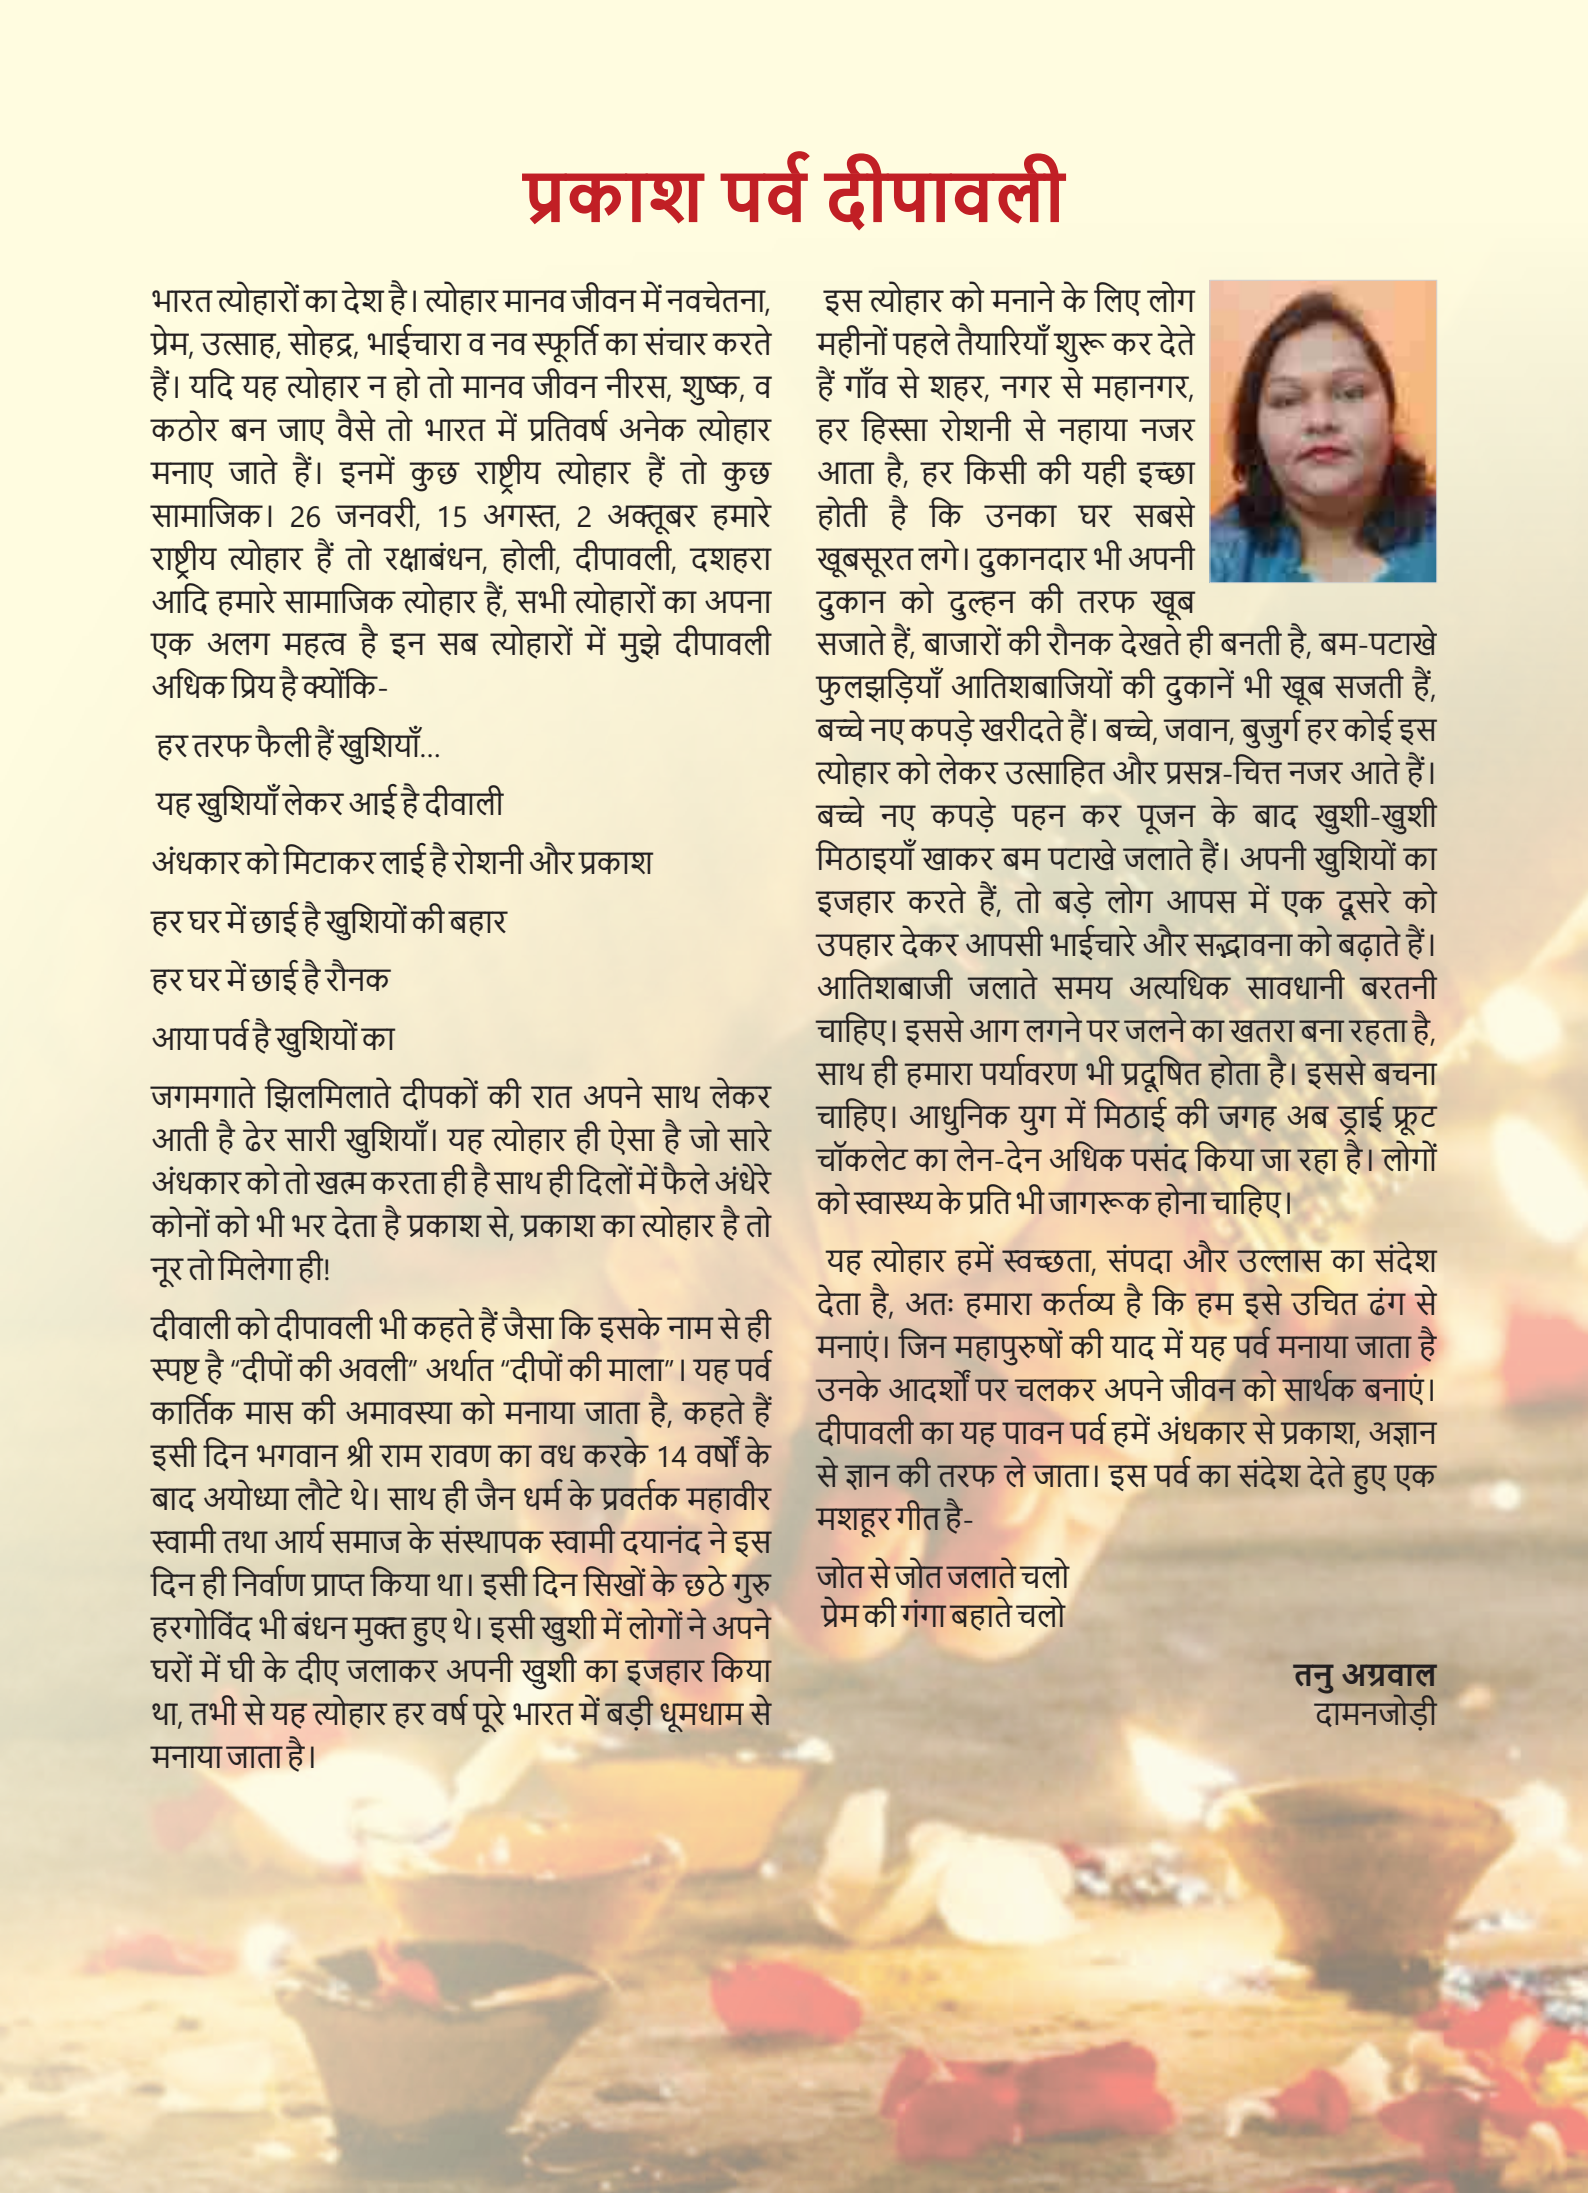 प्रकाश पर्व दीपावली
भारत त्योहारों का देश है। त्योहार मानव जीवन में नवचेतना,
प्रेम, उत्साह, सोहद्र, भाईचारा व नव स्फूर्ति का संचार करते
हैं। यदि यह त्योहार न हो तो मानव जीवन नीरस, शुष्क, व
कठोर बन जाए वैसे तो भारत में प्रतिवर्ष अनेक त्योहार
मनाए जाते हैं। इनमें कुछ राष्ट्रीय त्योहार हैं तो कुछ
सामाजिक। 26 जनवरी, 15 अगस्त, 2 अक्तूबर हमारे
राष्ट्रीय त्योहार हैं तो रक्षाबंधन, होली, दीपावली, दशहरा
आदि हमारे सामाजिक त्योहार हैं, सभी त्योहारों का अपना
एक अलग महत्व है इन सब त्योहारों में मुझे दीपावली
अधिक प्रिय है क्योंकि-
हर तरफ फैली हैं खुशियाँ...
यह खुशियाँ लेकर आई है दीवाली
अंधकार को मिटाकर लाई है रोशनी और प्रकाश
हर घर में छाई है खुशियों की बहार
हर घर में छाई है रौनक
आया पर्व है खुशियों का
जगमगाते झिलमिलाते दीपकों की रात अपने साथ लेकर
आती है ढेर सारी खुशियाँ। यह त्योहार ही ऐसा है जो सारे
अंधकार को तो खत्म करता ही है साथ ही दिलों में फैले अंधेरे
कोनों को भी भर देता है प्रकाश से, प्रकाश का त्योहार है तो
नूर तो मिलेगा ही!
दीवाली को दीपावली भी कहते हैं जैसा कि इसके नाम से ही
स्पष्ट है “दीपों की अवली” अर्थात “दीपों की माला”। यह पर्व
कार्तिक मास की अमावस्या को मनाया जाता है, कहते हैं
इसी दिन भगवान श्री राम रावण का वध करके 14 वर्षों के
बाद अयोध्या लौटे थे। साथ ही जैन धर्म के प्रवर्तक महावीर
स्वामी तथा आर्य समाज के संस्थापक स्वामी दयानंद ने इस
दिन ही निर्वाण प्राप्त किया था। इसी दिन सिखों के छठे गुरु
हरगोविंद भी बंधन मुक्त हुए थे। इसी खुशी में लोगों ने अपने
घरों में घी के दीए जलाकर अपनी खुशी का इजहार किया
था, तभी से यह त्योहार हर वर्ष पूरे भारत में बड़ी धूमधाम से
मनाया जाता है।
इस त्योहार को मनाने के लिए लोग
महीनों पहले तैयारियाँ शुरू कर देते
हैं गाँव से शहर, नगर से महानगर,
हर हिस्सा रोशनी से नहाया नजर
आता है, हर किसी की यही इच्छा
होती है कि उनका घर सबसे
खूबसूरत लगे। दुकानदार भी अपनी
दुकान को दुल्हन की तरफ खूब
सजाते हैं, बाजारों की रौनक देखते ही बनती है, बम-पटाखे
फुलझड़ियाँ आतिशबाजियों की दुकानें भी खूब सजती हैं,
बच्चे नए कपड़े खरीदते हैं। बच्चे, जवान, बुजुर्ग हर कोई इस
त्योहार को लेकर उत्साहित और प्रसन्न-चित्त नजर आते हैं।
बच्चे नए कपड़े पहन कर पूजन के बाद खुशी-खुशी
मिठाइयाँ खाकर बम पटाखे जलाते हैं। अपनी खुशियों का
इजहार करते हैं, तो बड़े लोग आपस में एक दूसरे को
उपहार देकर आपसी भाईचारे और सद्भावना को बढ़ाते हैं।
आतिशबाजी जलाते समय अत्यधिक सावधानी बरतनी
चाहिए। इससे आग लगने पर जलने का खतरा बना रहता है,
साथ ही हमारा पर्यावरण भी प्रदूषित होता है। इससे बचना
चाहिए। आधुनिक युग में मिठाई की जगह अब ड्राई फ्रूट
चॉकलेट का लेन-देन अधिक पसंद किया जा रहा है। लोगों
को स्वास्थ्य के प्रति भी जागरूक होना चाहिए।
यह त्योहार हमें स्वच्छता, संपदा और उल्लास का संदेश
देता है, अतः हमारा कर्तव्य है कि हम इसे उचित ढंग से
मनाएं। जिन महापुरुषों की याद में यह पर्व मनाया जाता है
उनके आदर्शों पर चलकर अपने जीवन को सार्थक बनाएं।
दीपावली का यह पावन पर्व हमें अंधकार से प्रकाश, अज्ञान
से ज्ञान की तरफ ले जाता। इस पर्व का संदेश देते हुए एक
मशहूर गीत है-
जोत से जोत जलाते चलो
प्रेम की गंगा बहाते चलो
तनु अग्रवाल
दामनजोड़ी